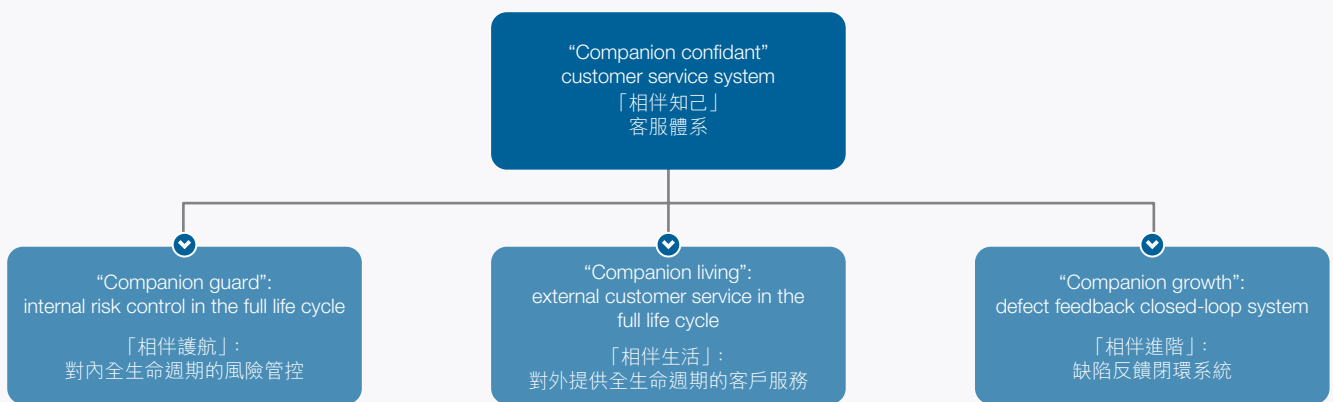 “Companion confidant”
customer service system
「相伴知己」
客服體系
“Companion guard”:
internal risk control in the full life cycle
「相伴護航」：
對內全生命週期的風險管控
“Companion living”:
external customer service in the
full life cycle
「相伴生活」：
對外提供全生命週期的客戶服務
“Companion growth”:
defect feedback closed-loop system
「相伴進階」：
缺陷反饋閉環系統